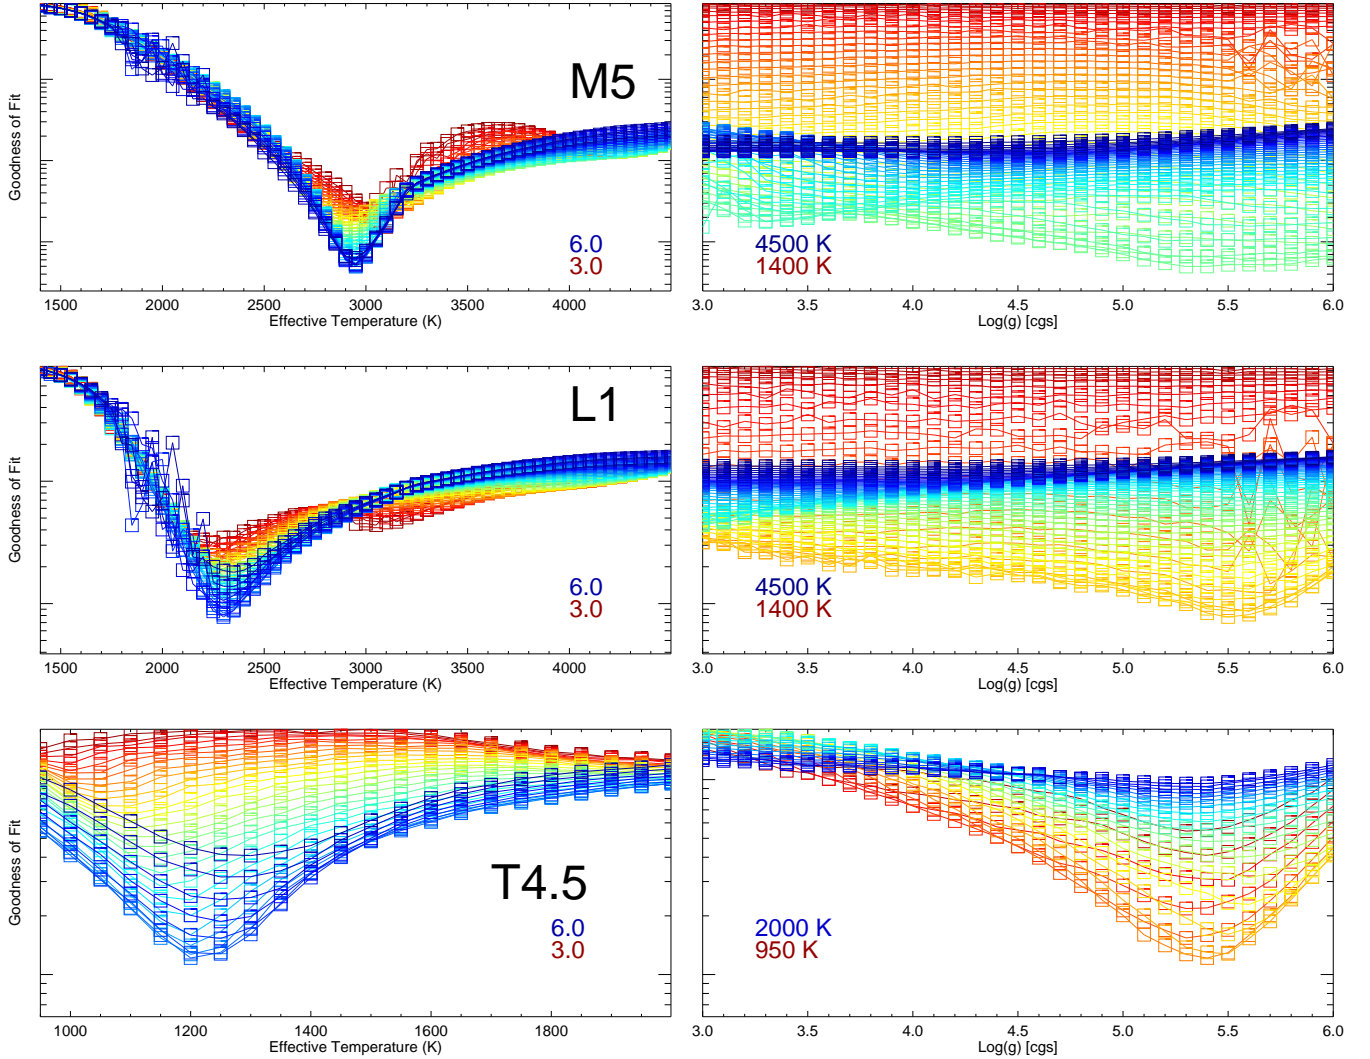 Goodness of Fit
M5
6.0
3.0
1500 2000 2500 3000 3500 4000
Effective Temperature (K)
4500 K
1400 K
3.0 3.5 4.0 4.5 5.0 5.5 6.0
Log(g) [cgs]
Goodness of Fit
L1
6.0
3.0
1500 2000 2500 3000 3500 4000
Effective Temperature (K)
4500 K
1400 K
3.0 3.5 4.0 4.5 5.0 5.5 6.0
Log(g) [cgs]
Goodness of Fit
T4.5
6.0
3.0
1000 1200 1400 1600 1800
Effective Temperature (K)
2000 K
950 K
3.0 3.5 4.0 4.5 5.0 5.5 6.0
Log(g) [cgs]